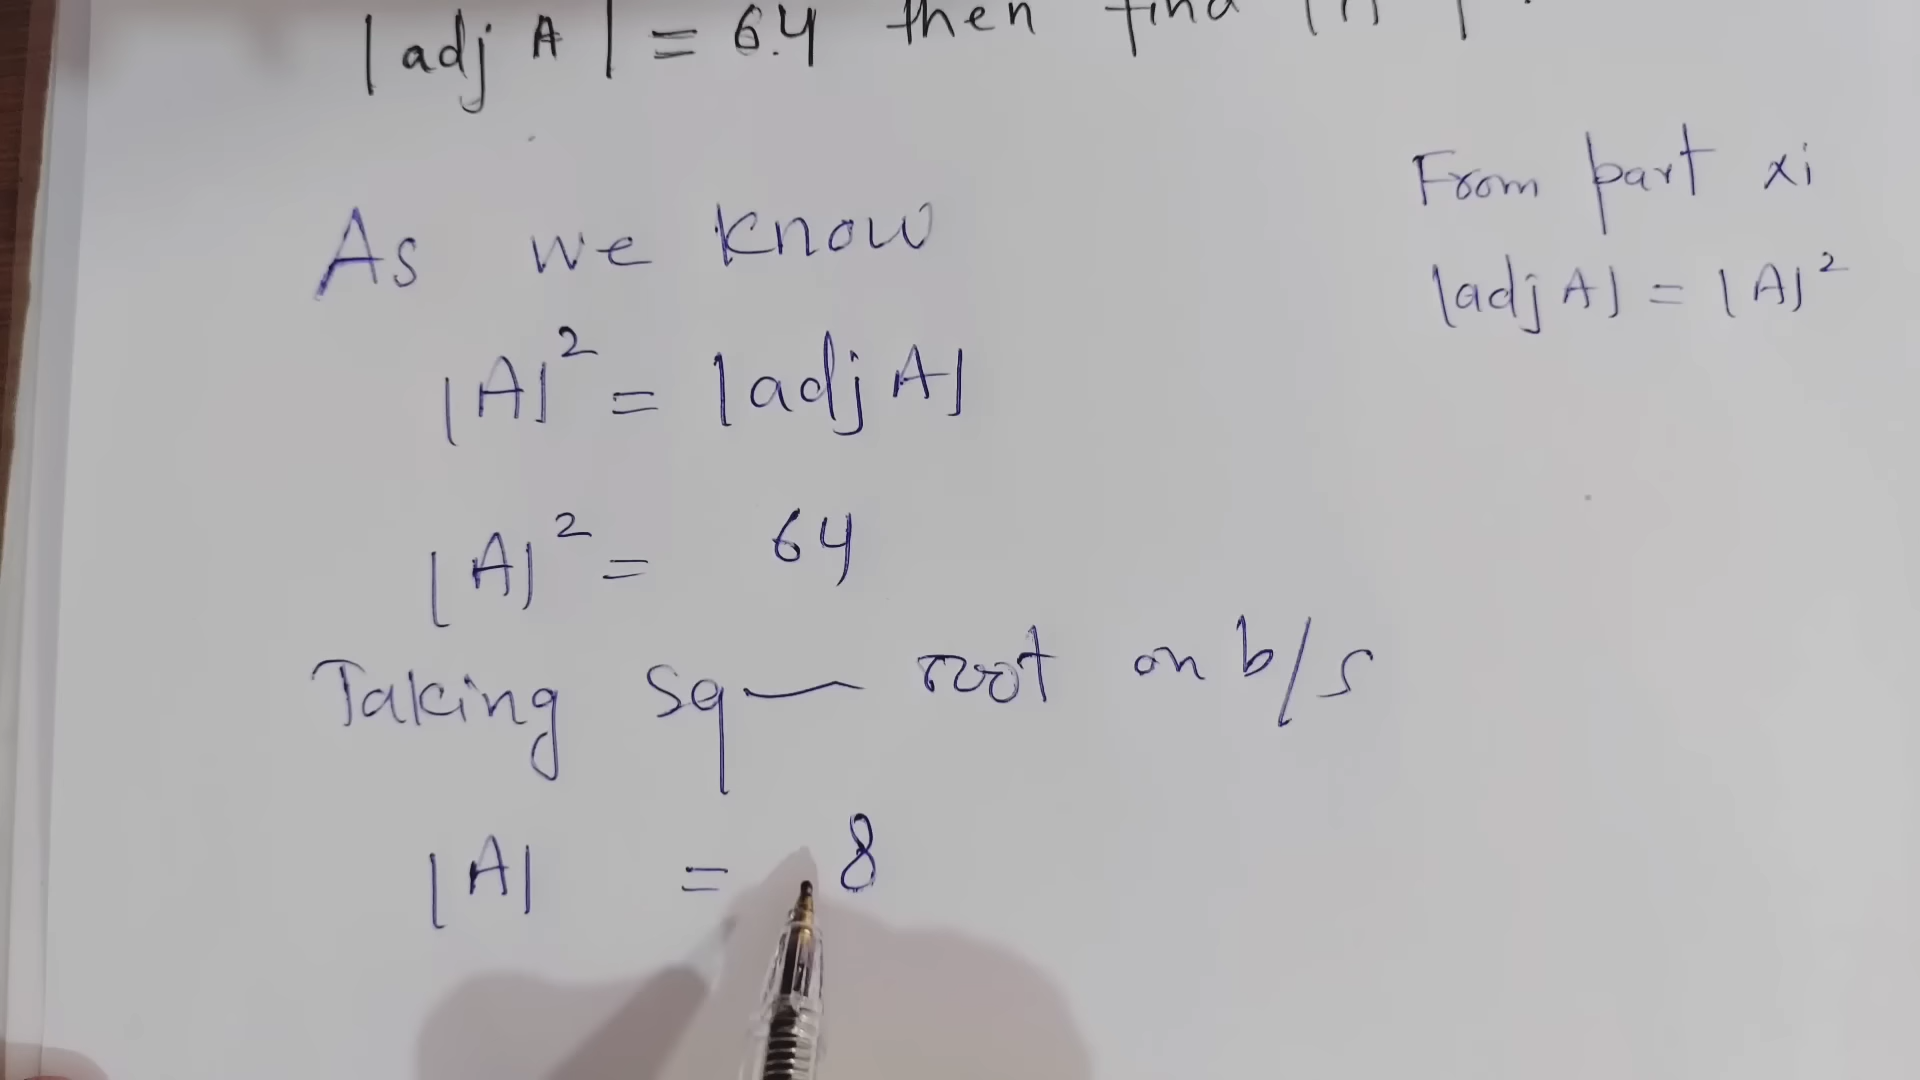 |adj A| = 64 then find
From part xi
|adj A| = |A|²
As we know
|A|² = |adj A|
|A|² = 64
Taking Sq root on b/s
|A| = 8